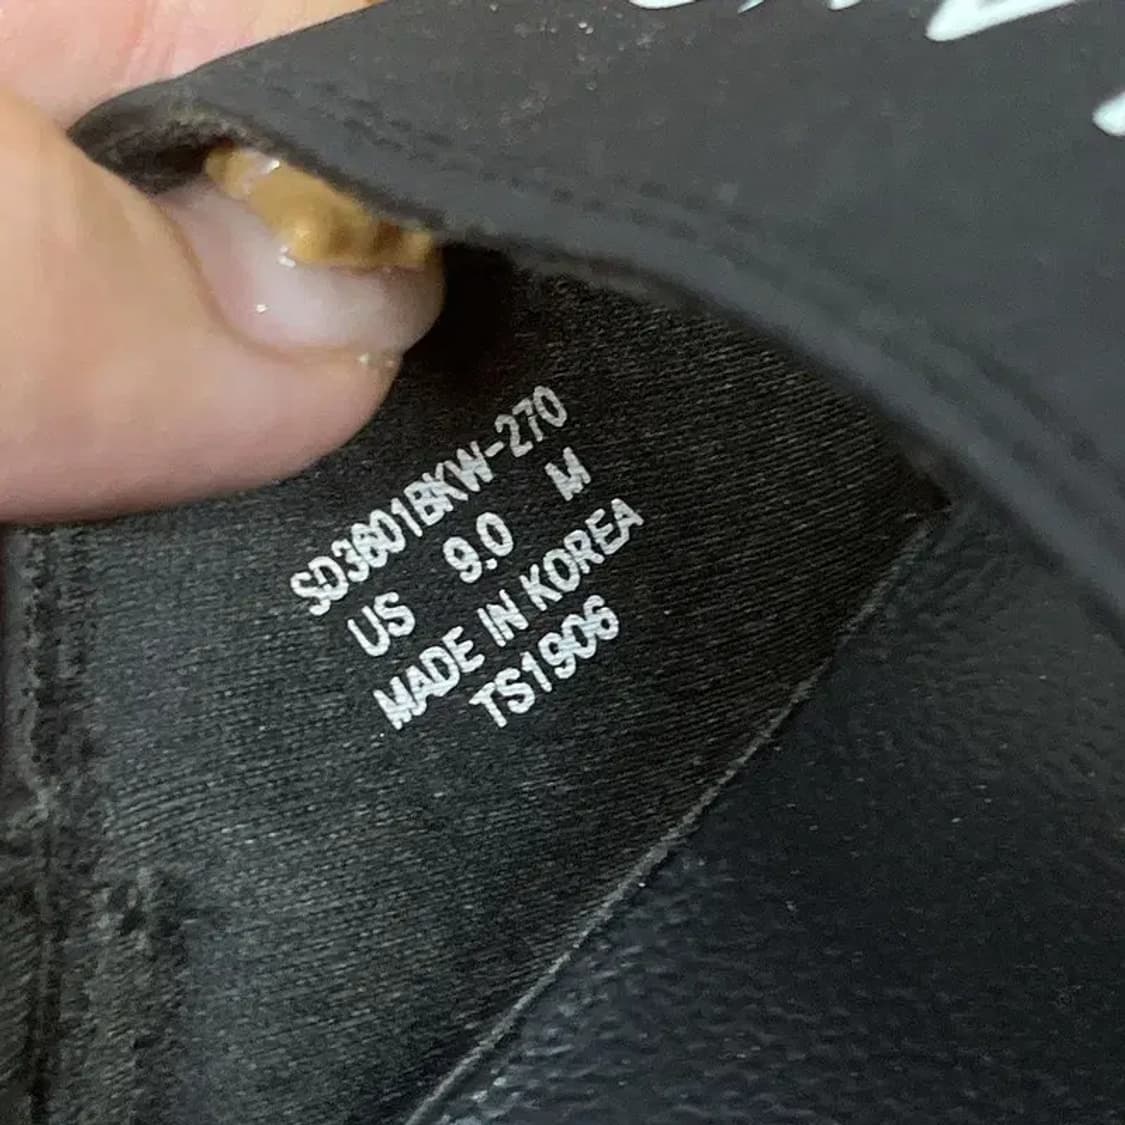 SD3601BKW-270
US 9.0 M
MADE IN KOREA
TS1906